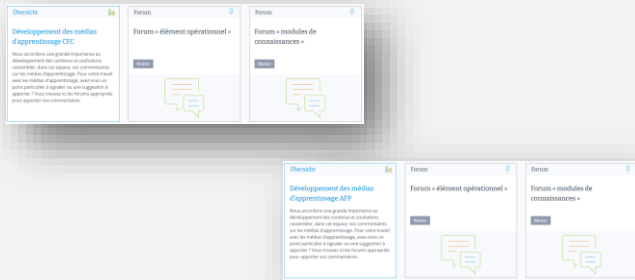 Übersicht
Développement des médias
d'apprentissage CFC
Nous accordons une grande importance au
développement des contenus et souhaitons
rassembler, dans cet espace, vos commentaires
sur les médias d'apprentissage. Pour votre travail
avec les médias d'apprentissage, avez-vous un
point particulier à signaler ou une suggestion à
apporter ? Vous trouvez ici les forums appropriés
pour apporter vos commentaires.
Forum
Forum « élément opérationnel »
Weiter
Forum
Forum « modules de
connaissances »
Weiter
Übersicht
Développement des médias
d'apprentissage AFP
Nous accordons une grande importance au
développement des contenus et souhaitons
rassembler, dans cet espace, vos commentaires
sur les médias d'apprentissage. Pour votre travail
avec les médias d'apprentissage, avez-vous un
point particulier à signaler ou une suggestion à
apporter ? Vous trouvez ici les forums appropriés
pour apporter vos commentaires.
Forum
Forum « élément opérationnel »
Weiter
Forum
Forum « modules de
connaissances »
Weiter